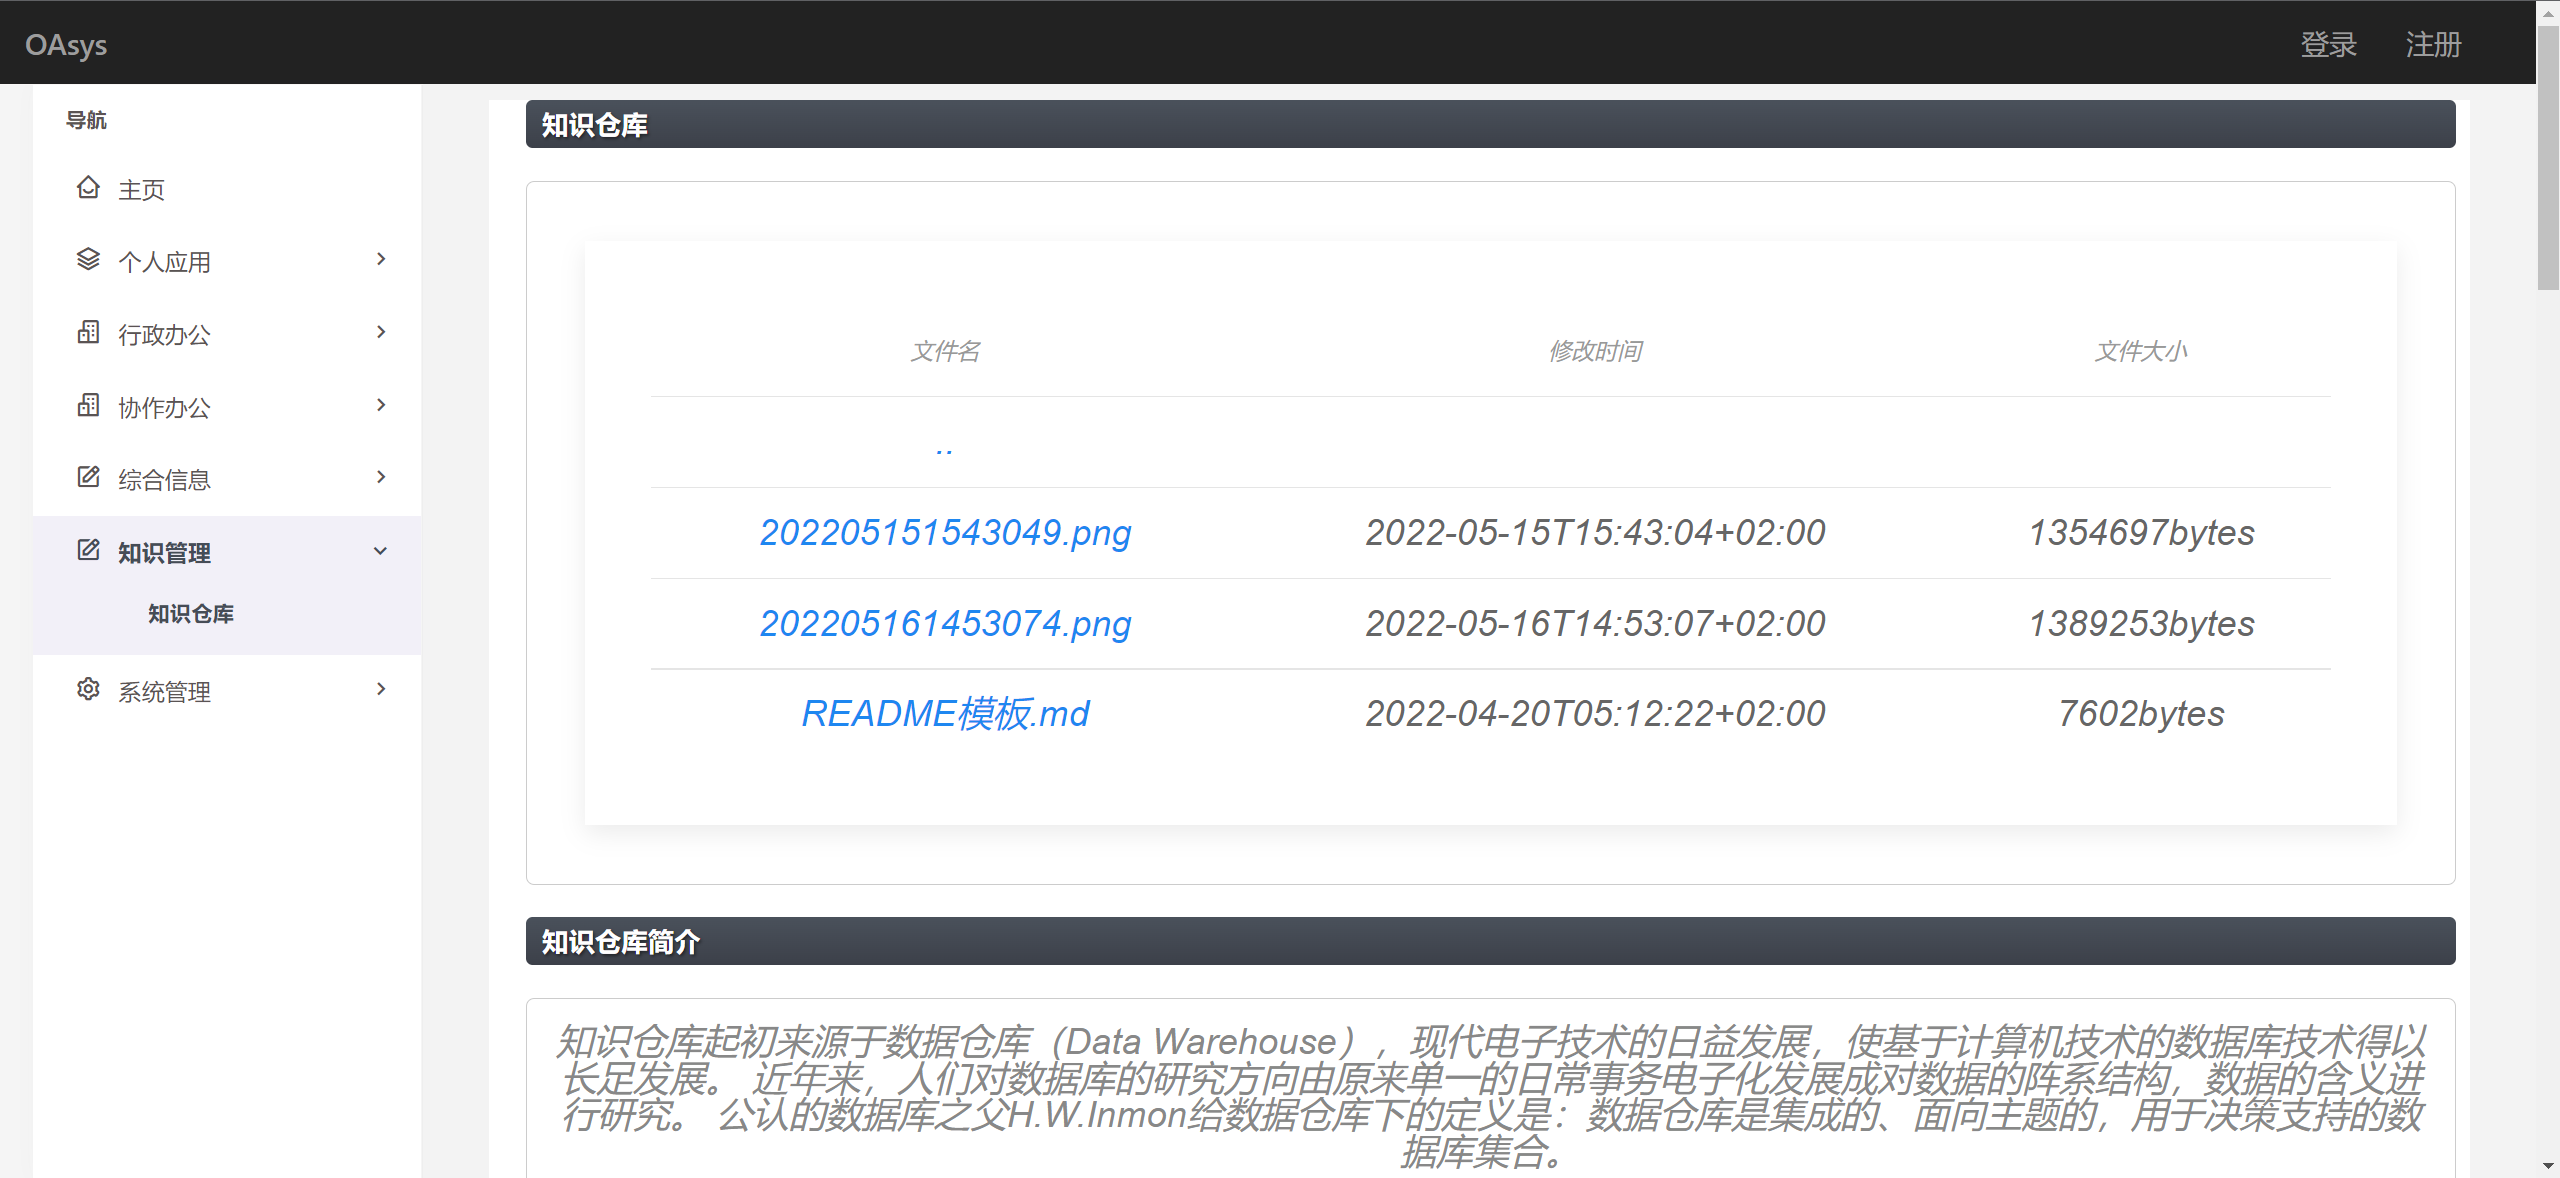 OAsys
登录 注册
导航
主页
个人应用
行政办公
协作办公
综合信息
知识管理
知识仓库
系统管理
知识仓库
文件名 修改时间 文件大小
..
202205151543049.png 2022-05-15T15:43:04+02:00 1354697bytes
202205161453074.png 2022-05-16T14:53:07+02:00 1389253bytes
README模板.md 2022-04-20T05:12:22+02:00 7602bytes
知识仓库简介
知识仓库起初来源于数据仓库（Data Warehouse），现代电子技术的日益发展，使基于计算机技术的数据库技术得以
长足发展。 近年来，人们对数据库的研究方向由原来单一的日常事务电子化发展成对数据的阵系结构，数据的含义进
行研究。 公认的数据库之父H.W.Inmon给数据仓库下的定义是：数据仓库是集成的、面向主题的，用于决策支持的数
据库集合。